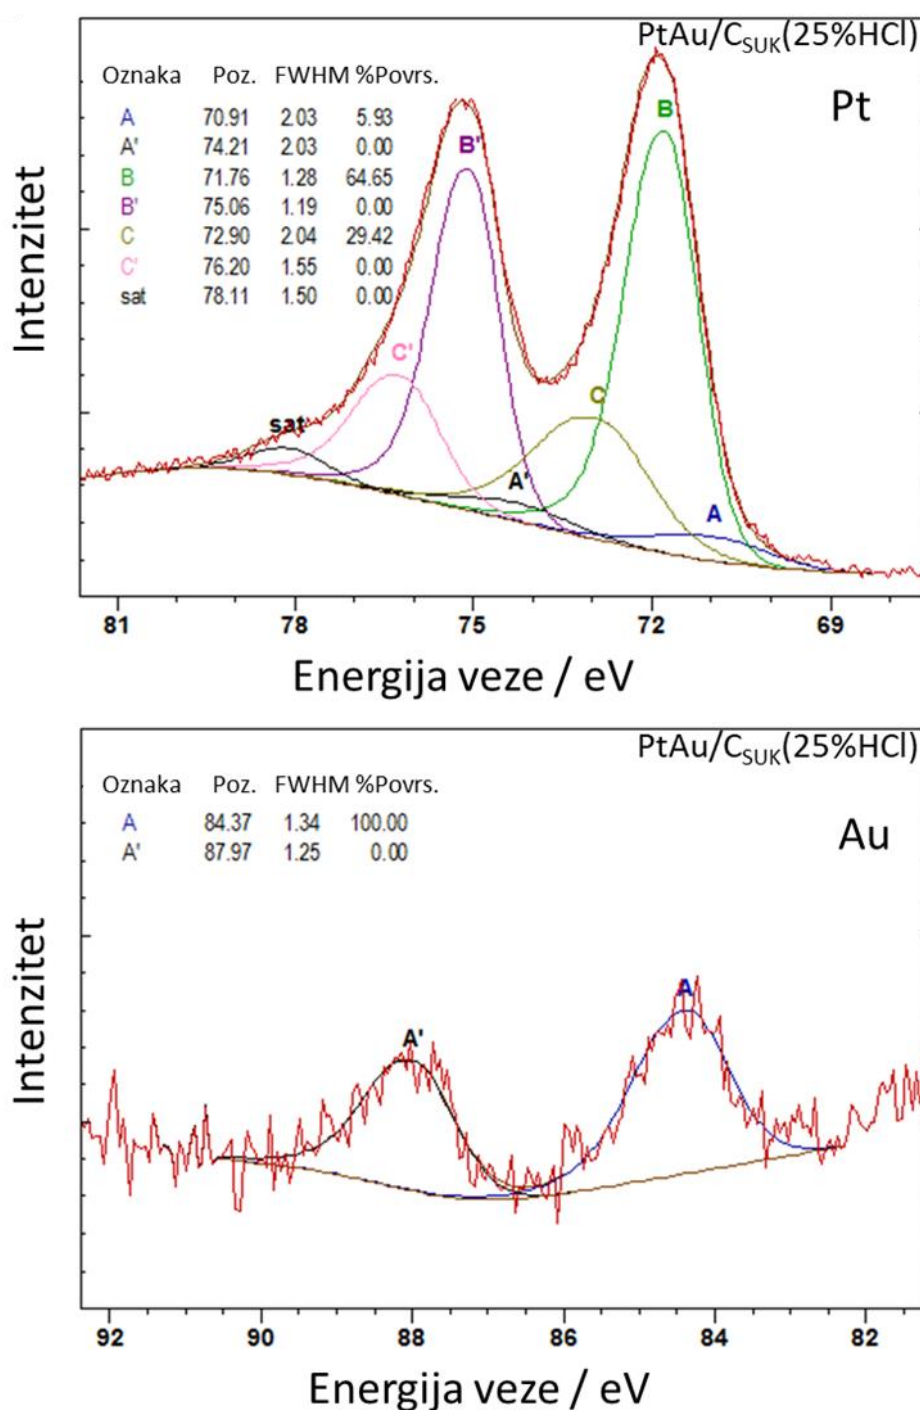 PtAu/CSUK(25%HCl)
Pt
Oznaka Poz. FWHM %Povrs.
A 70.91 2.03 5.93
A' 74.21 2.03 0.00
B 71.76 1.28 64.65
B' 75.06 1.19 0.00
C 72.90 2.04 29.42
C' 76.20 1.55 0.00
sat 78.11 1.50 0.00
B
B'
C'
C
sat
A'
A
Intenzitet
81 78 75 72 69
Energija veze / eV
PtAu/CSUK(25%HCl)
Au
Oznaka Poz. FWHM %Povrs.
A 84.37 1.34 100.00
A' 87.97 1.25 0.00
A
A'
Intenzitet
92 90 88 86 84 82
Energija veze / eV